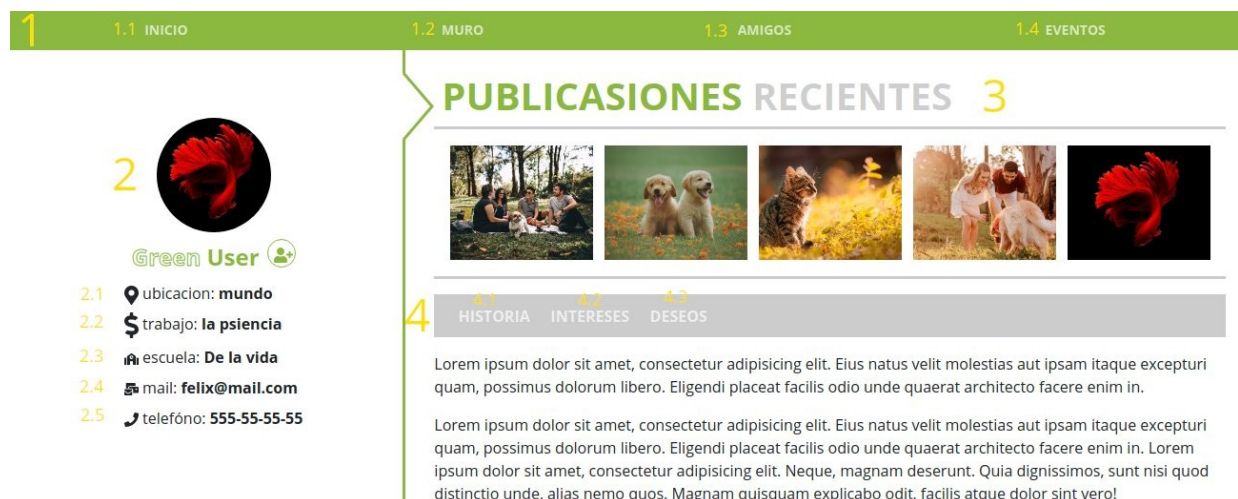 1 1.1 INICIO 1.2 MURO 1.3 AMIGOS 1.4 EVENTOS
PUBLICASIONES RECIENTES 3
2
Green User
2.1 ubicacion: mundo
2.2 trabajo: la psiencia
2.3 escuela: De la vida
2.4 mail: felix@mail.com
2.5 telefóno: 555-55-55-55
4 4.1 4.2 4.3
HISTORIA INTERESES DESEOS
Lorem ipsum dolor sit amet, consectetur adipisicing elit. Eius natus velit molestias aut ipsam itaque excepturi
quam, possimus dolorum libero. Eligendi placeat facilis odio unde quaerat architecto facere enim in.
Lorem ipsum dolor sit amet, consectetur adipisicing elit. Eius natus velit molestias aut ipsam itaque excepturi
quam, possimus dolorum libero. Eligendi placeat facilis odio unde quaerat architecto facere enim in. Lorem
ipsum dolor sit amet, consectetur adipisicing elit. Neque, magnam deserunt. Quia dignissimos, sunt nisi quod
distinctio unde, alias nemo quos. Magnam quisquam explicabo odit, facilis atque dolor sint vero!